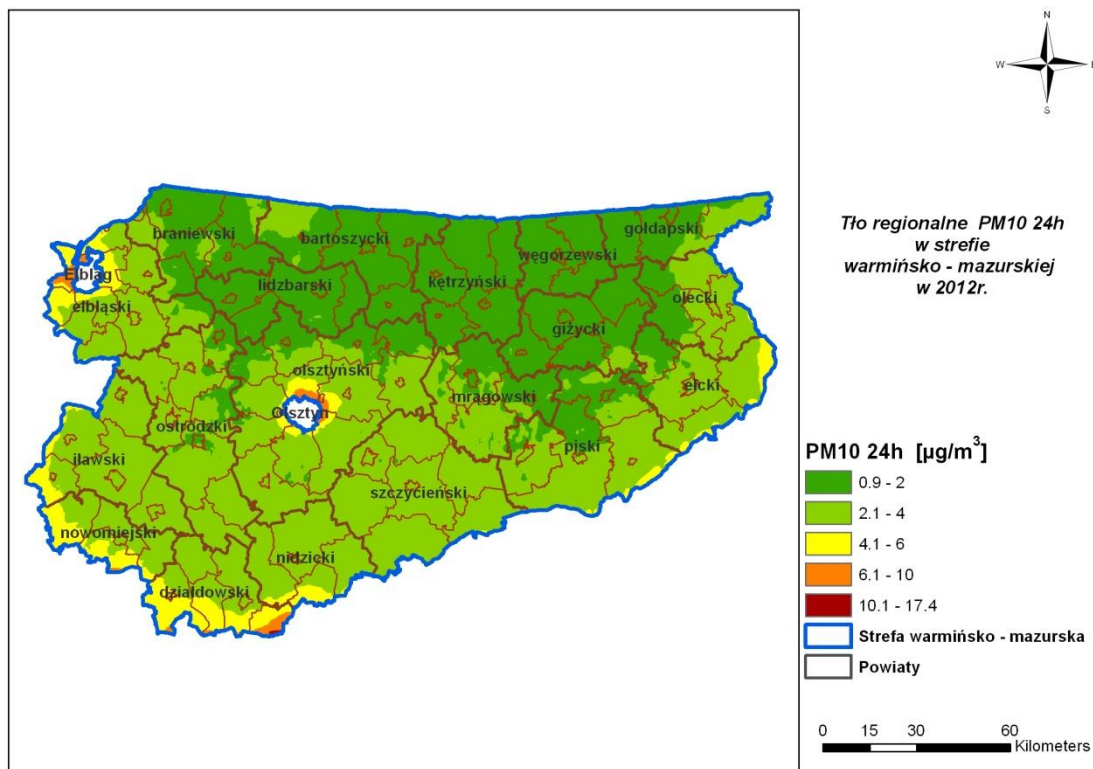 N
W E
S
Tło regionalne PM10 24h
w strefie
warmińsko - mazurskiej
w 2012r.
braniewski
bartoszycki
gołdapski
węgorzewski
Elbląg
lidzbarski
kętrzyński
olecki
elbląski
giżycki
olsztyński
ełcki
mrągowski
Olsztyn
ostródzki
piski
iławski
szczycieński
nowomiejski
nidzicki
działdowski
PM10 24h [µg/m³]
0.9 - 2
2.1 - 4
4.1 - 6
6.1 - 10
10.1 - 17.4
Strefa warmińsko - mazurska
Powiaty
0 15 30 60
Kilometers